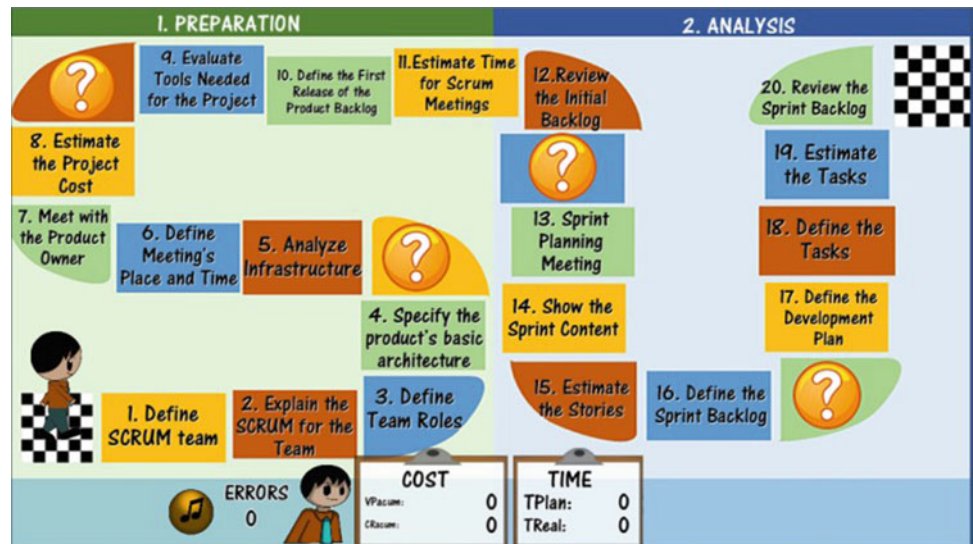 1. PREPARATION
2. ANALYSIS
?
9. Evaluate
Tools Needed
for the Project
10. Define the First
Release of the
Product Backlog
11.Estimate Time
for Scrum
Meetings
12.Review
the Initial
Backlog
20. Review the
Sprint Backlog
8. Estimate
the Project
Cost
?
19. Estimate
the Tasks
7. Meet with
the Product
Owner
6. Define
Meeting's
Place and Time
5. Analyze
Infrastructure
?
13. Sprint
Planning
Meeting
18. Define the
Tasks
4. Specify the
product's basic
architecture
14. Show the
Sprint Content
17. Define the
Development
Plan
1. Define
SCRUM team
2. Explain the
SCRUM for the
Team
3. Define
Team Roles
15. Estimate
the Stories
16. Define the
Sprint Backlog
?
ERRORS
0
COST
VPacum: 0
CRacum: 0
TIME
TPlan: 0
TReal: 0